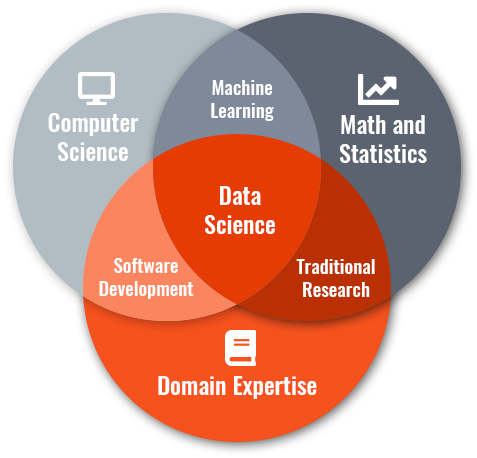 Machine
Learning
Computer
Science
Math and
Statistics
Data
Science
Software
Development
Traditional
Research
Domain Expertise